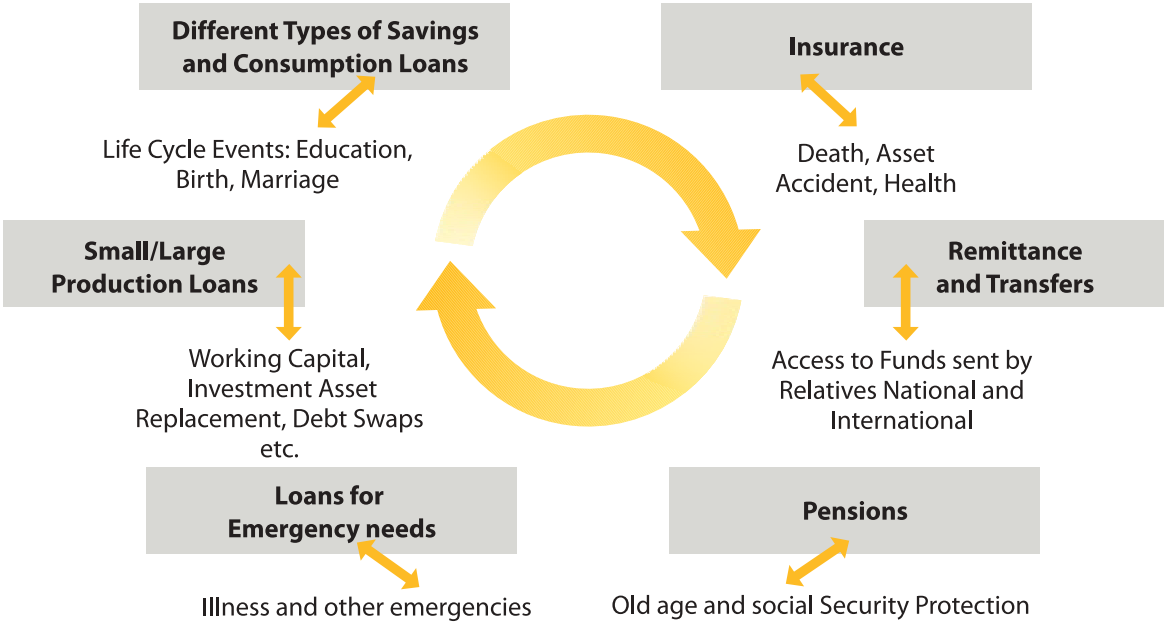 Different Types of Savings
and Consumption Loans
Life Cycle Events: Education,
Birth, Marriage
Insurance
Death, Asset
Accident, Health
Small/Large
Production Loans
Working Capital,
Investment Asset
Replacement, Debt Swaps
etc.
Remittance
and Transfers
Access to Funds sent by
Relatives National and
International
Loans for
Emergency needs
Illness and other emergencies
Pensions
Old age and social Security Protection